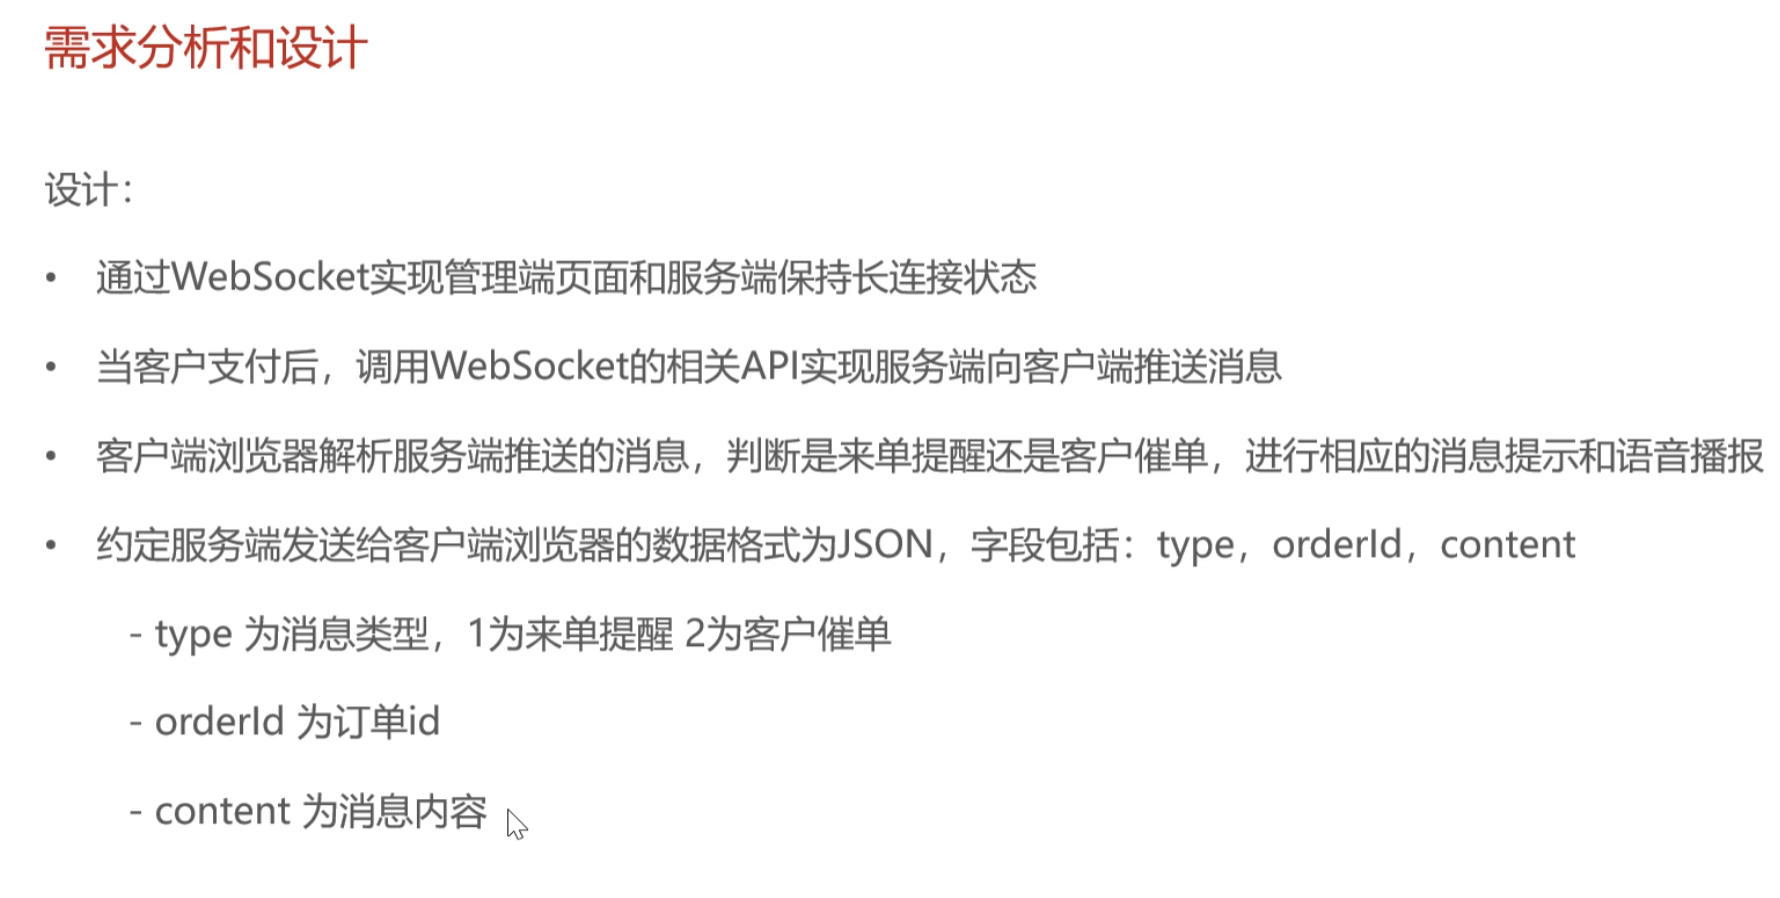 需求分析和设计
设计：
• 通过WebSocket实现管理端页面和服务端保持长连接状态
• 当客户支付后，调用WebSocket的相关API实现服务端向客户端推送消息
• 客户端浏览器解析服务端推送的消息，判断是来单提醒还是客户催单，进行相应的消息提示和语音播报
• 约定服务端发送给客户端浏览器的数据格式为JSON，字段包括：type，orderId，content
- type 为消息类型，1为来单提醒 2为客户催单
- orderId 为订单id
- content 为消息内容